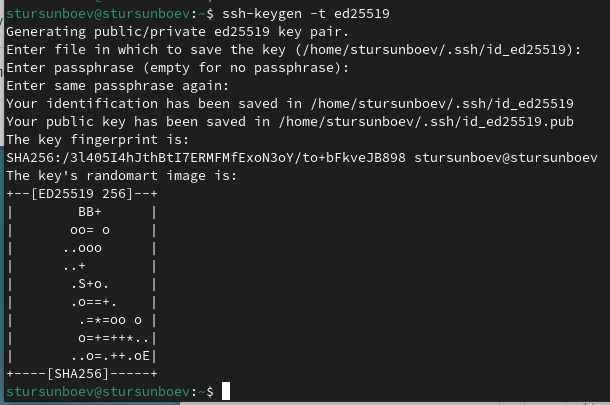 stursunboev@stursunboev:~$ ssh-keygen -t ed25519
Generating public/private ed25519 key pair.
Enter file in which to save the key (/home/stursunboev/.ssh/id_ed25519):
Enter passphrase (empty for no passphrase):
Enter same passphrase again:
Your identification has been saved in /home/stursunboev/.ssh/id_ed25519
Your public key has been saved in /home/stursunboev/.ssh/id_ed25519.pub
The key fingerprint is:
SHA256:/3l405I4hJthBtI7ERMFMfExoN3oY/to+bFkveJB898 stursunboev@stursunboev
The key's randomart image is:
+--[ED25519 256]--+
|        BB+      |
|       oo= o     |
|      ..ooo      |
|      ..+        |
|       .S+o.     |
|       .o==+.    |
|        .=*=oo o |
|        o=+=++*..|
|       ..o=.++.oE|
+----[SHA256]-----+
stursunboev@stursunboev:~$